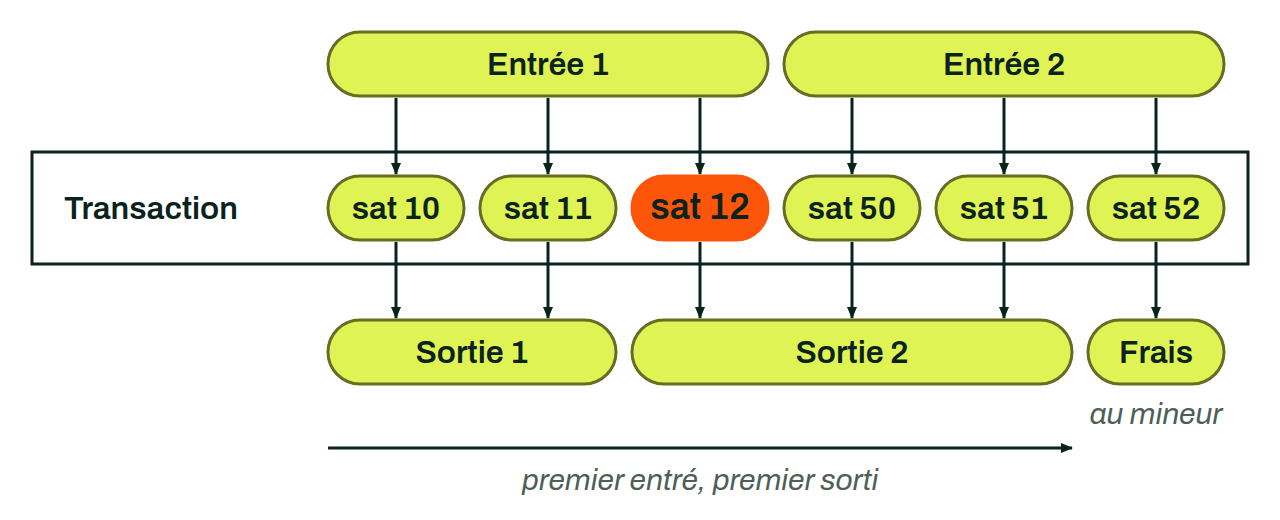 Entrée 1 Entrée 2
Transaction sat 10 sat 11 sat 12 sat 50 sat 51 sat 52
Sortie 1 Sortie 2 Frais
au mineur
premier entré, premier sorti